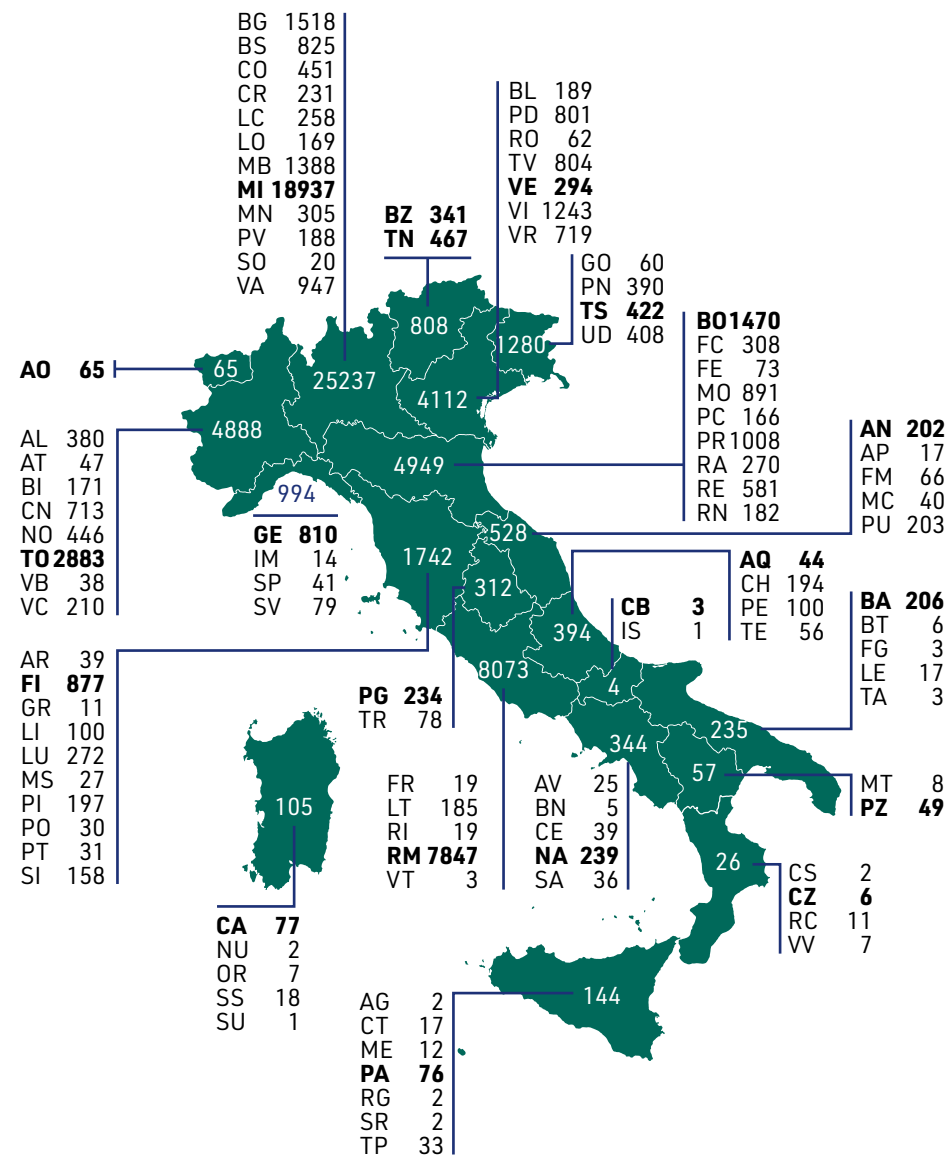 BG 1518
BS 825
CO 451
CR 231
LC 258
LO 169
MB 1388
MI 18937
MN 305
PV 188
SO 20
VA 947
BL 189
PD 801
RO 62
TV 804
VE 294
VI 1243
VR 719
BZ 341
TN 467
GO 60
PN 390
TS 422
UD 408
BO 1470
FC 308
FE 73
MO 891
PC 166
PR 1008
RA 270
RE 581
RN 182
AO 65
65
25237
808
4112
1280
4888
4949
994
AL 380
AT 47
BI 171
CN 713
NO 446
TO 2883
VB 38
VC 210
GE 810
IM 14
SP 41
SV 79
1742
528
312
394
8073
4
AN 202
AP 17
FM 66
MC 40
PU 203
AQ 44
CH 194
PE 100
TE 56
CB 3
IS 1
BA 206
BT 6
FG 3
LE 17
TA 3
AR 39
FI 877
GR 11
LI 100
LU 272
MS 27
PI 197
PO 30
PT 31
SI 158
PG 234
TR 78
344
235
57
105
26
144
FR 19
LT 185
RI 19
RM 7847
VT 3
AV 25
BN 5
CE 39
NA 239
SA 36
MT 8
PZ 49
CS 2
CZ 6
RC 11
VV 7
CA 77
NU 2
OR 7
SS 18
SU 1
AG 2
CT 17
ME 12
PA 76
RG 2
SR 2
TP 33